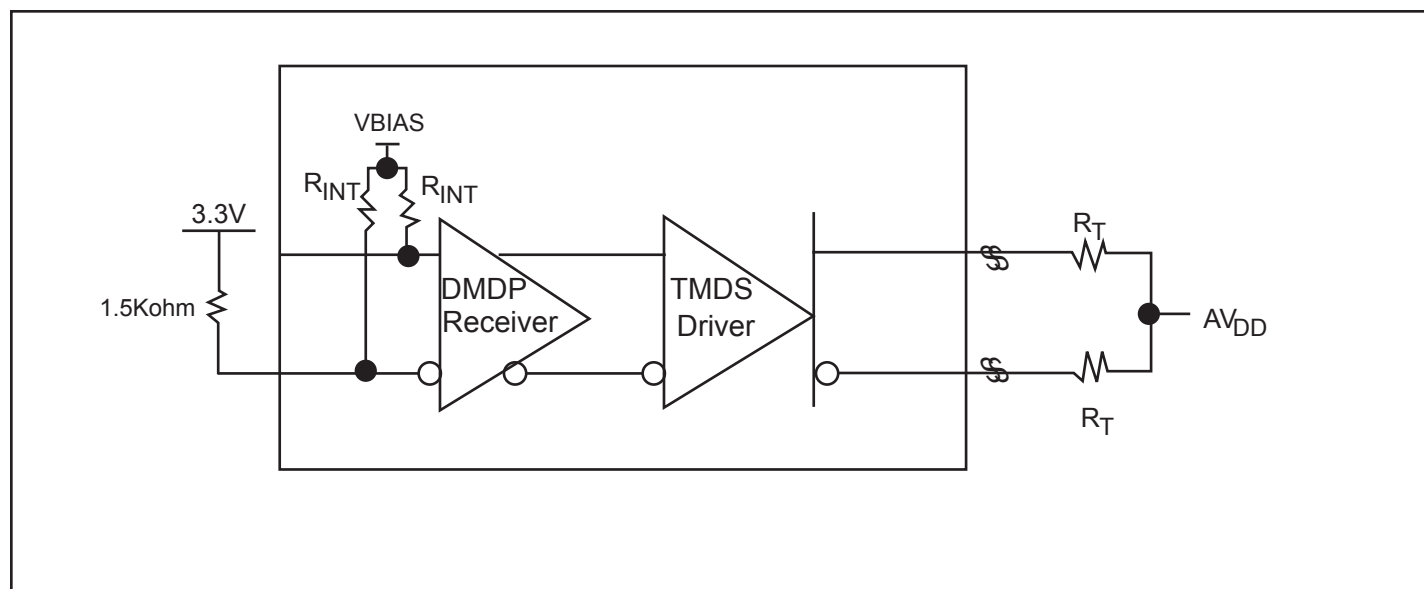 VBIAS
RINT
RINT
3.3V
1.5Kohm
DMDP
Receiver
TMDS
Driver
RT
AVDD
RT